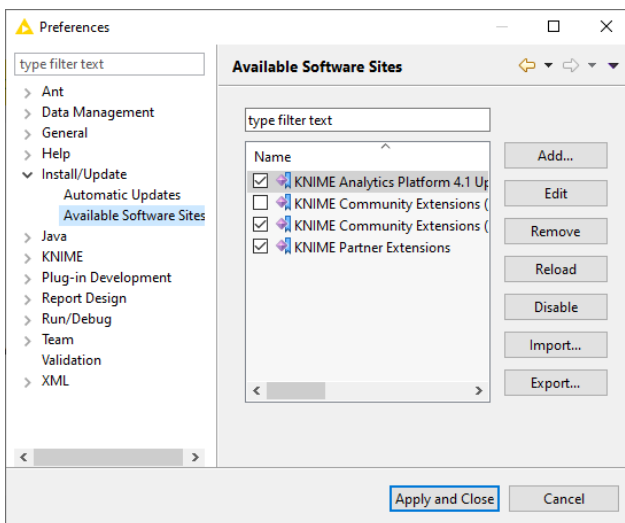 Preferences
type filter text
Ant
Data Management
General
Help
Install/Update
Automatic Updates
Available Software Sites
Java
KNIME
Plug-in Development
Report Design
Run/Debug
Team
Validation
XML
Available Software Sites
type filter text
Name
KNIME Analytics Platform 4.1 Up
KNIME Community Extensions (
KNIME Community Extensions (
KNIME Partner Extensions
Add...
Edit
Remove
Reload
Disable
Import...
Export...
Apply and Close
Cancel